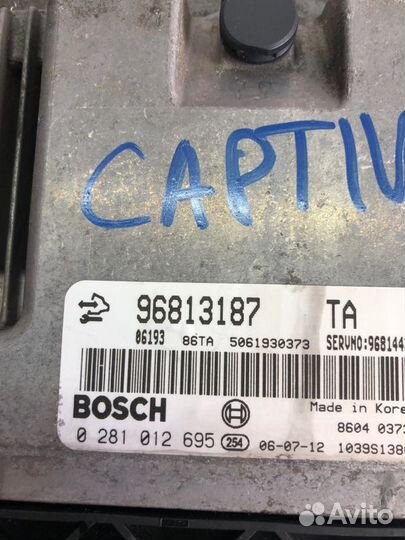 CAPTIV
96813187 TA
06193 86TA 5061930373 SERVNO:968144
BOSCH Made in Kore
8604 037
0 281 012 695 254 06-07-12 1039S138
Avito